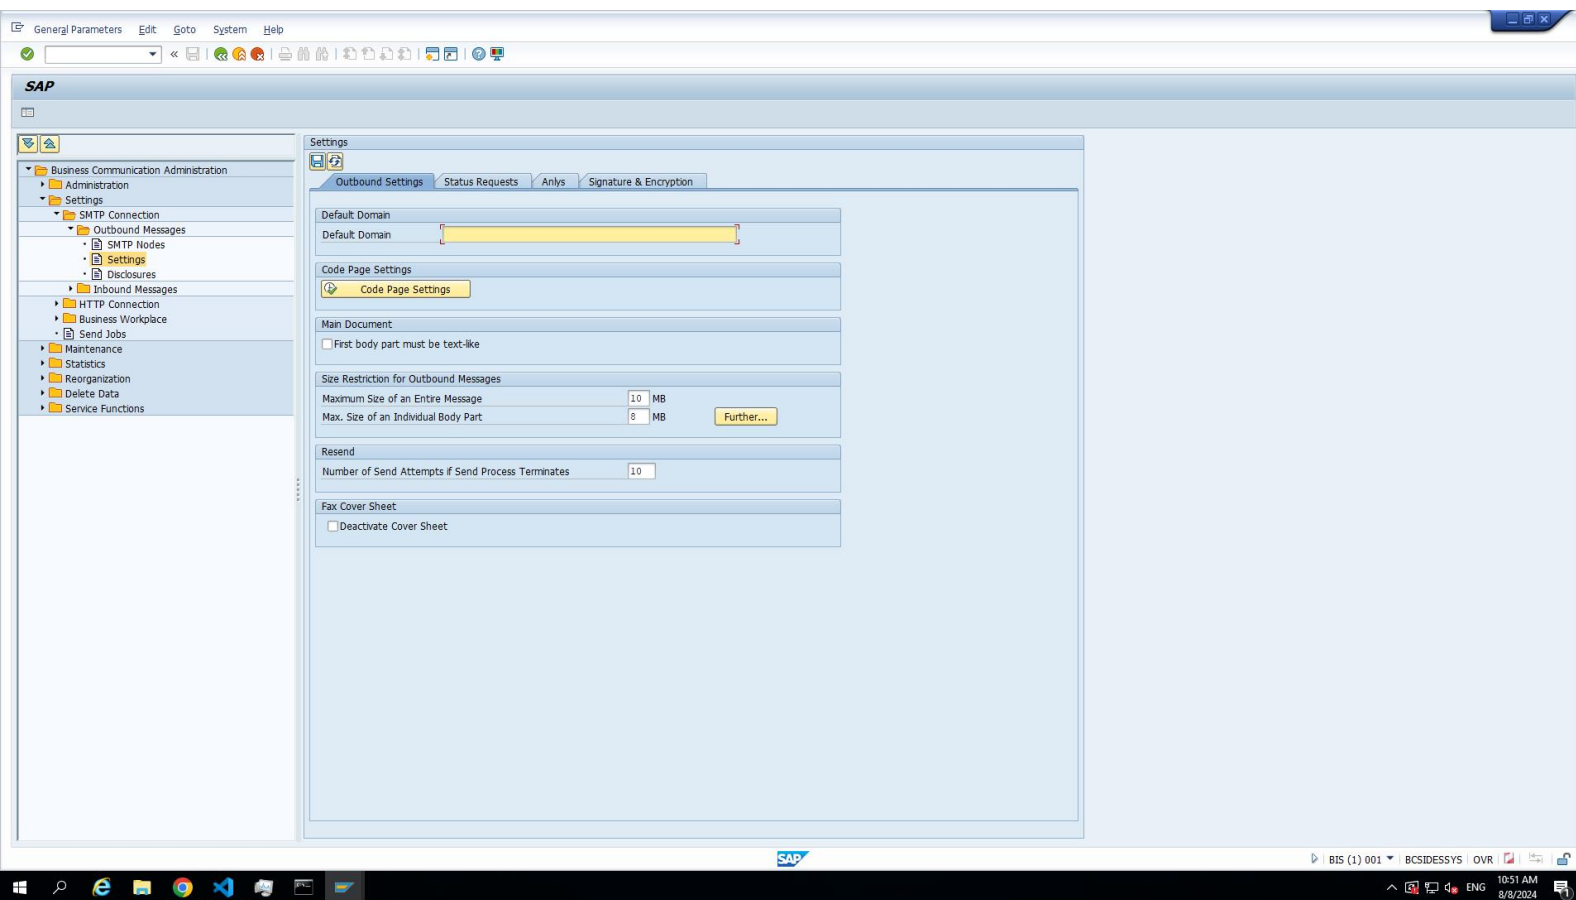 General Parameters Edit Goto System Help
SAP
Settings
Business Communication Administration
Administration
Settings
SMTP Connection
Outbound Messages
SMTP Nodes
Settings
Disclosures
Inbound Messages
HTTP Connection
Business Workplace
Send Jobs
Maintenance
Statistics
Reorganization
Delete Data
Service Functions
Outbound Settings Status Requests Anlys Signature & Encryption
Default Domain
Default Domain
Code Page Settings
Code Page Settings
Main Document
First body part must be text-like
Size Restriction for Outbound Messages
Maximum Size of an Entire Message 10 MB
Max. Size of an Individual Body Part 8 MB Further...
Resend
Number of Send Attempts if Send Process Terminates 10
Fax Cover Sheet
Deactivate Cover Sheet
SAP
BIS (1) 001 BCSIDESSYS OVR
ENG
10:51 AM
8/8/2024
1